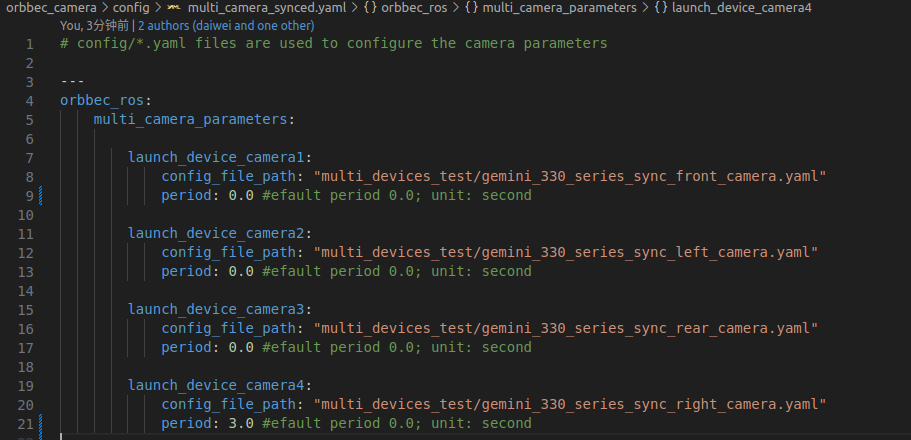 orbbec_camera > config > multi_camera_synced.yaml > {} orbbec_ros > {} multi_camera_parameters > {} launch_device_camera4
You, 3分钟前 | 2 authors (daiwei and one other)
1 # config/*.yaml files are used to configure the camera parameters
2
3 ---
4 orbbec_ros:
5 multi_camera_parameters:
6
7 launch_device_camera1:
8 config_file_path: "multi_devices_test/gemini_330_series_sync_front_camera.yaml"
9 period: 0.0 #efault period 0.0; unit: second
10
11 launch_device_camera2:
12 config_file_path: "multi_devices_test/gemini_330_series_sync_left_camera.yaml"
13 period: 0.0 #efault period 0.0; unit: second
14
15 launch_device_camera3:
16 config_file_path: "multi_devices_test/gemini_330_series_sync_rear_camera.yaml"
17 period: 0.0 #efault period 0.0; unit: second
18
19 launch_device_camera4:
20 config_file_path: "multi_devices_test/gemini_330_series_sync_right_camera.yaml"
21 period: 3.0 #efault period 0.0; unit: second